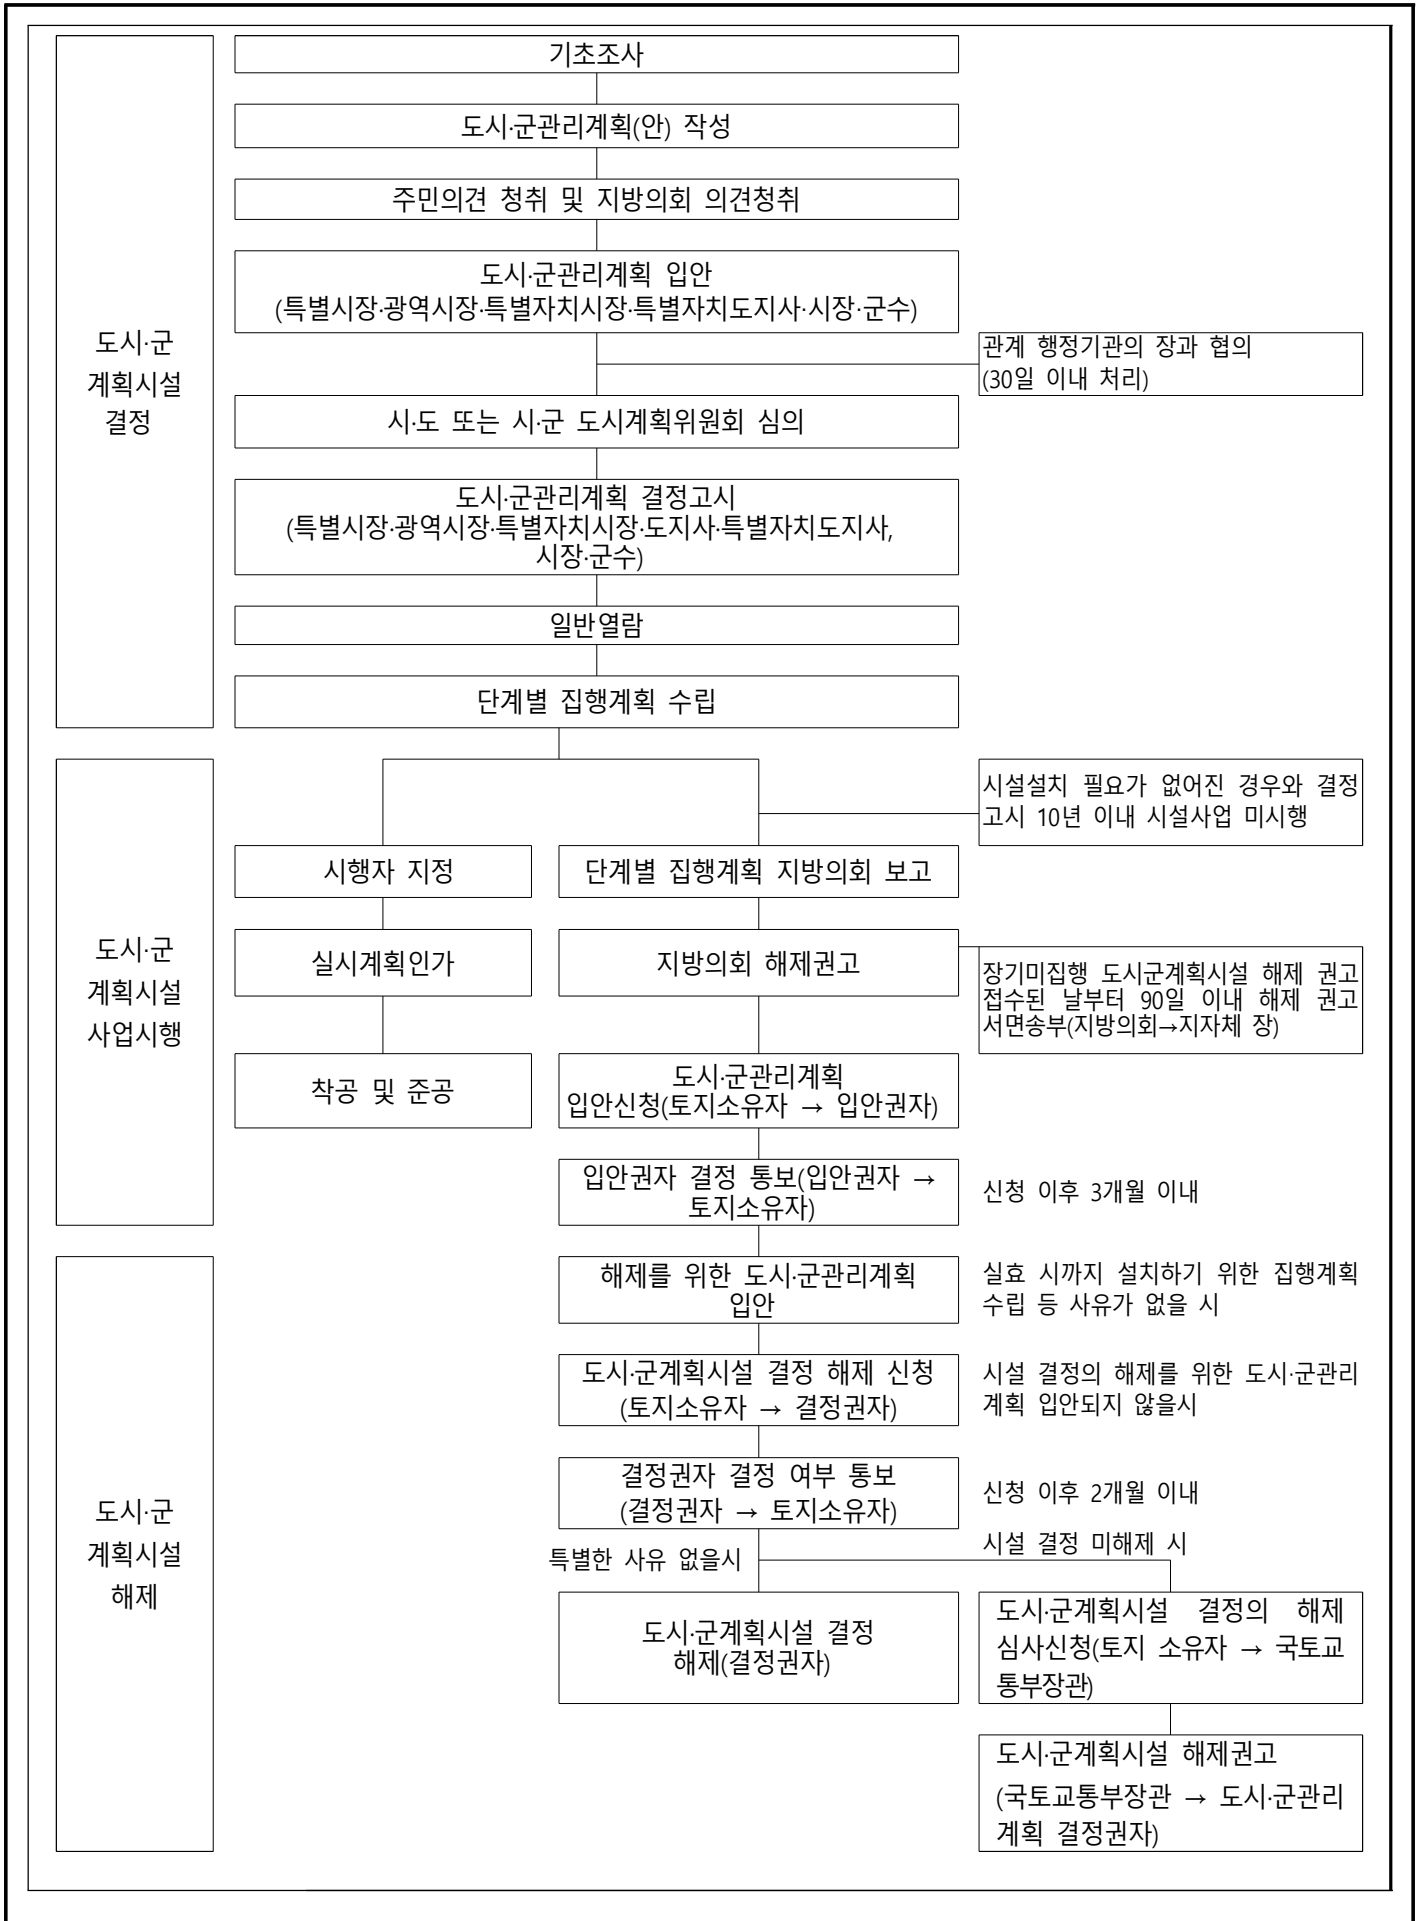 기초조사
도시·군관리계획(안) 작성
주민의견 청취 및 지방의회 의견청취
도시·군관리계획 입안
(특별시장·광역시장·특별자치시장·특별자치도지사·시장·군수)
도시·군
계획시설
결정
관계 행정기관의 장과 협의
(30일 이내 처리)
시·도 또는 시·군 도시계획위원회 심의
도시·군관리계획 결정고시
(특별시장·광역시장·특별자치시장·도지사·특별자치도지사,
시장·군수)
일반열람
단계별 집행계획 수립
시설설치 필요가 없어진 경우와 결정
고시 10년 이내 시설사업 미시행
시행자 지정
단계별 집행계획 지방의회 보고
도시·군
계획시설
사업시행
실시계획인가
지방의회 해제권고
장기미집행 도시군계획시설 해제 권고
접수된 날부터 90일 이내 해제 권고
서면송부(지방의회→지자체 장)
착공 및 준공
도시·군관리계획
입안신청(토지소유자 → 입안권자)
입안권자 결정 통보(입안권자 →
토지소유자)
신청 이후 3개월 이내
도시·군
계획시설
해제
해제를 위한 도시·군관리계획
입안
실효 시까지 설치하기 위한 집행계획
수립 등 사유가 없을 시
도시·군계획시설 결정 해제 신청
(토지소유자 → 결정권자)
시설 결정의 해제를 위한 도시·군관리
계획 입안되지 않을시
결정권자 결정 여부 통보
(결정권자 → 토지소유자)
신청 이후 2개월 이내
특별한 사유 없을시
시설 결정 미해제 시
도시·군계획시설 결정
해제(결정권자)
도시·군계획시설 결정의 해제
심사신청(토지 소유자 → 국토교
통부장관)
도시·군계획시설 해제권고
(국토교통부장관 → 도시·군관리
계획 결정권자)